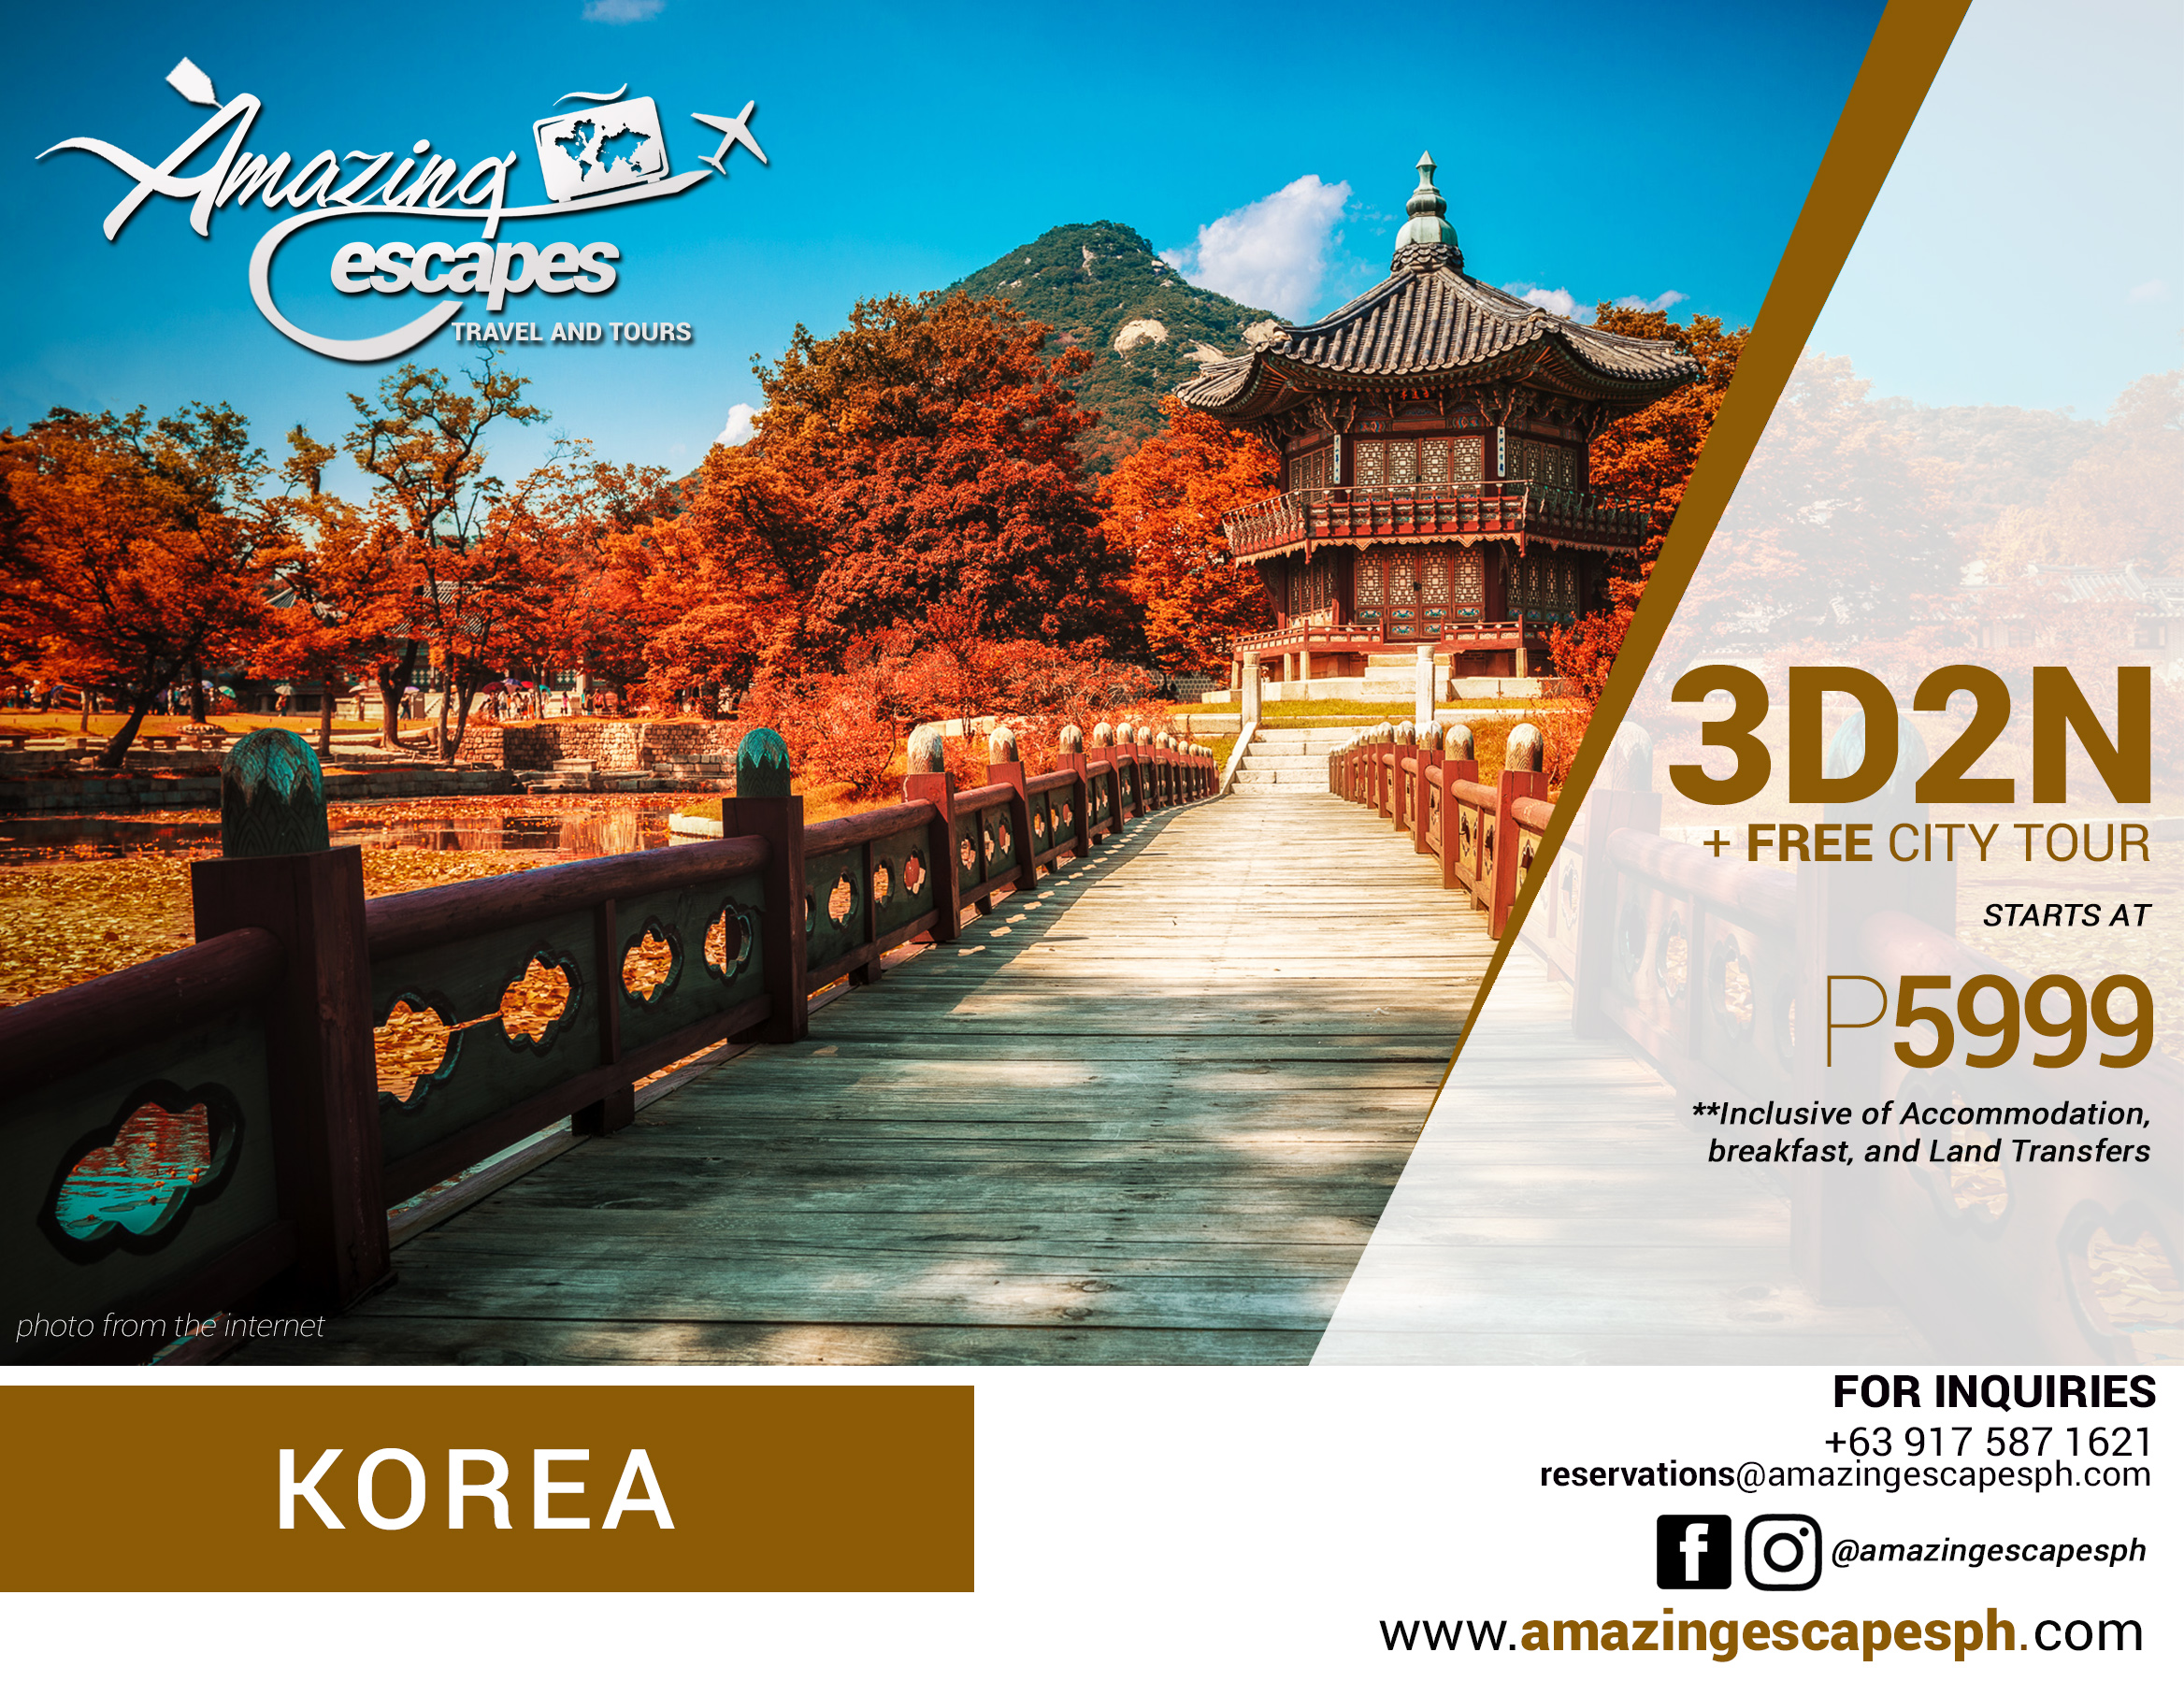 Amazing
escapes
TRAVEL AND TOURS
3D2N
+ FREE CITY TOUR
STARTS AT
P5999
**Inclusive of Accommodation,
breakfast, and Land Transfers
photo from the internet
KOREA
FOR INQUIRIES
+63 917 587 1621
reservations@amazingescapesph.com
@amazingescapesph
www.amazingescapesph.com